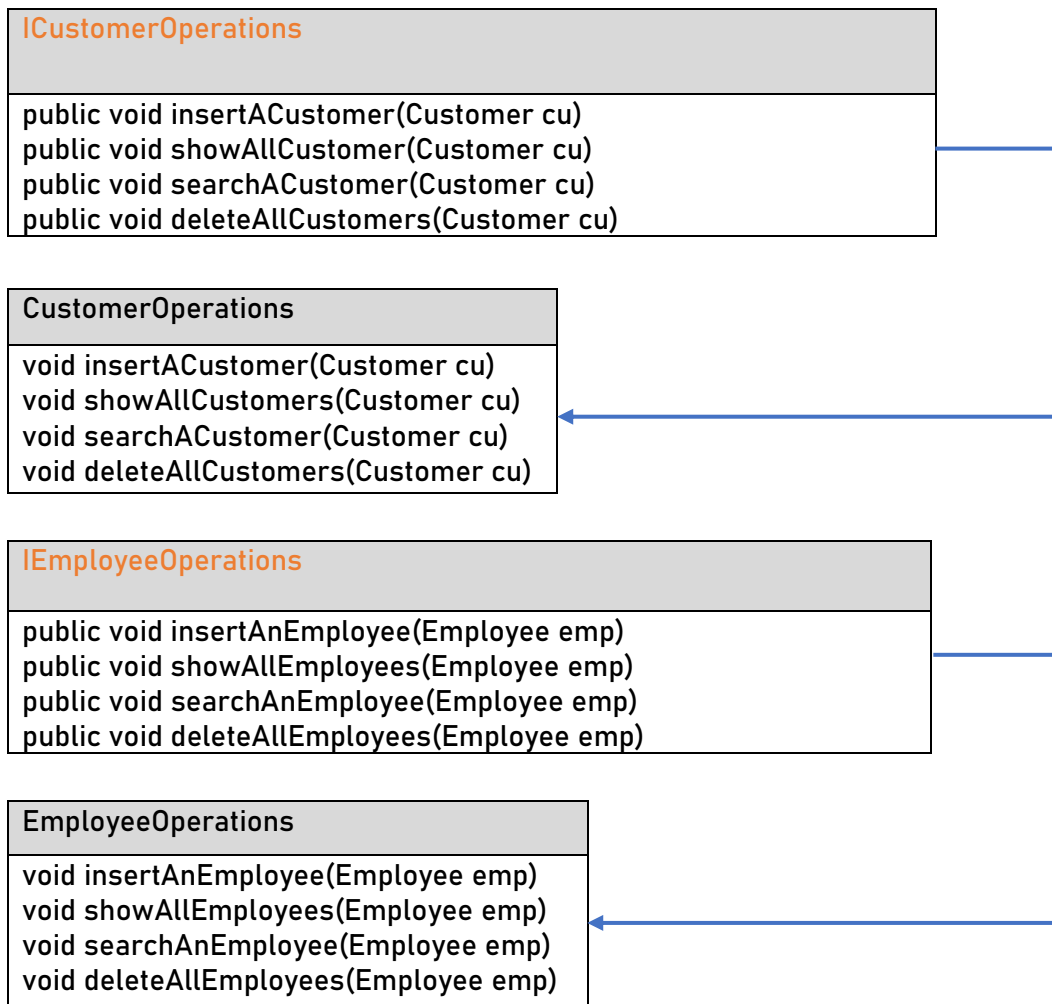 ICustomerOperations
public void insertACustomer(Customer cu)
public void showAllCustomer(Customer cu)
public void searchACustomer(Customer cu)
public void deleteAllCustomers(Customer cu)
CustomerOperations
void insertACustomer(Customer cu)
void showAllCustomers(Customer cu)
void searchACustomer(Customer cu)
void deleteAllCustomers(Customer cu)
IEmployeeOperations
public void insertAnEmployee(Employee emp)
public void showAllEmployees(Employee emp)
public void searchAnEmployee(Employee emp)
public void deleteAllEmployees(Employee emp)
EmployeeOperations
void insertAnEmployee(Employee emp)
void showAllEmployees(Employee emp)
void searchAnEmployee(Employee emp)
void deleteAllEmployees(Employee emp)